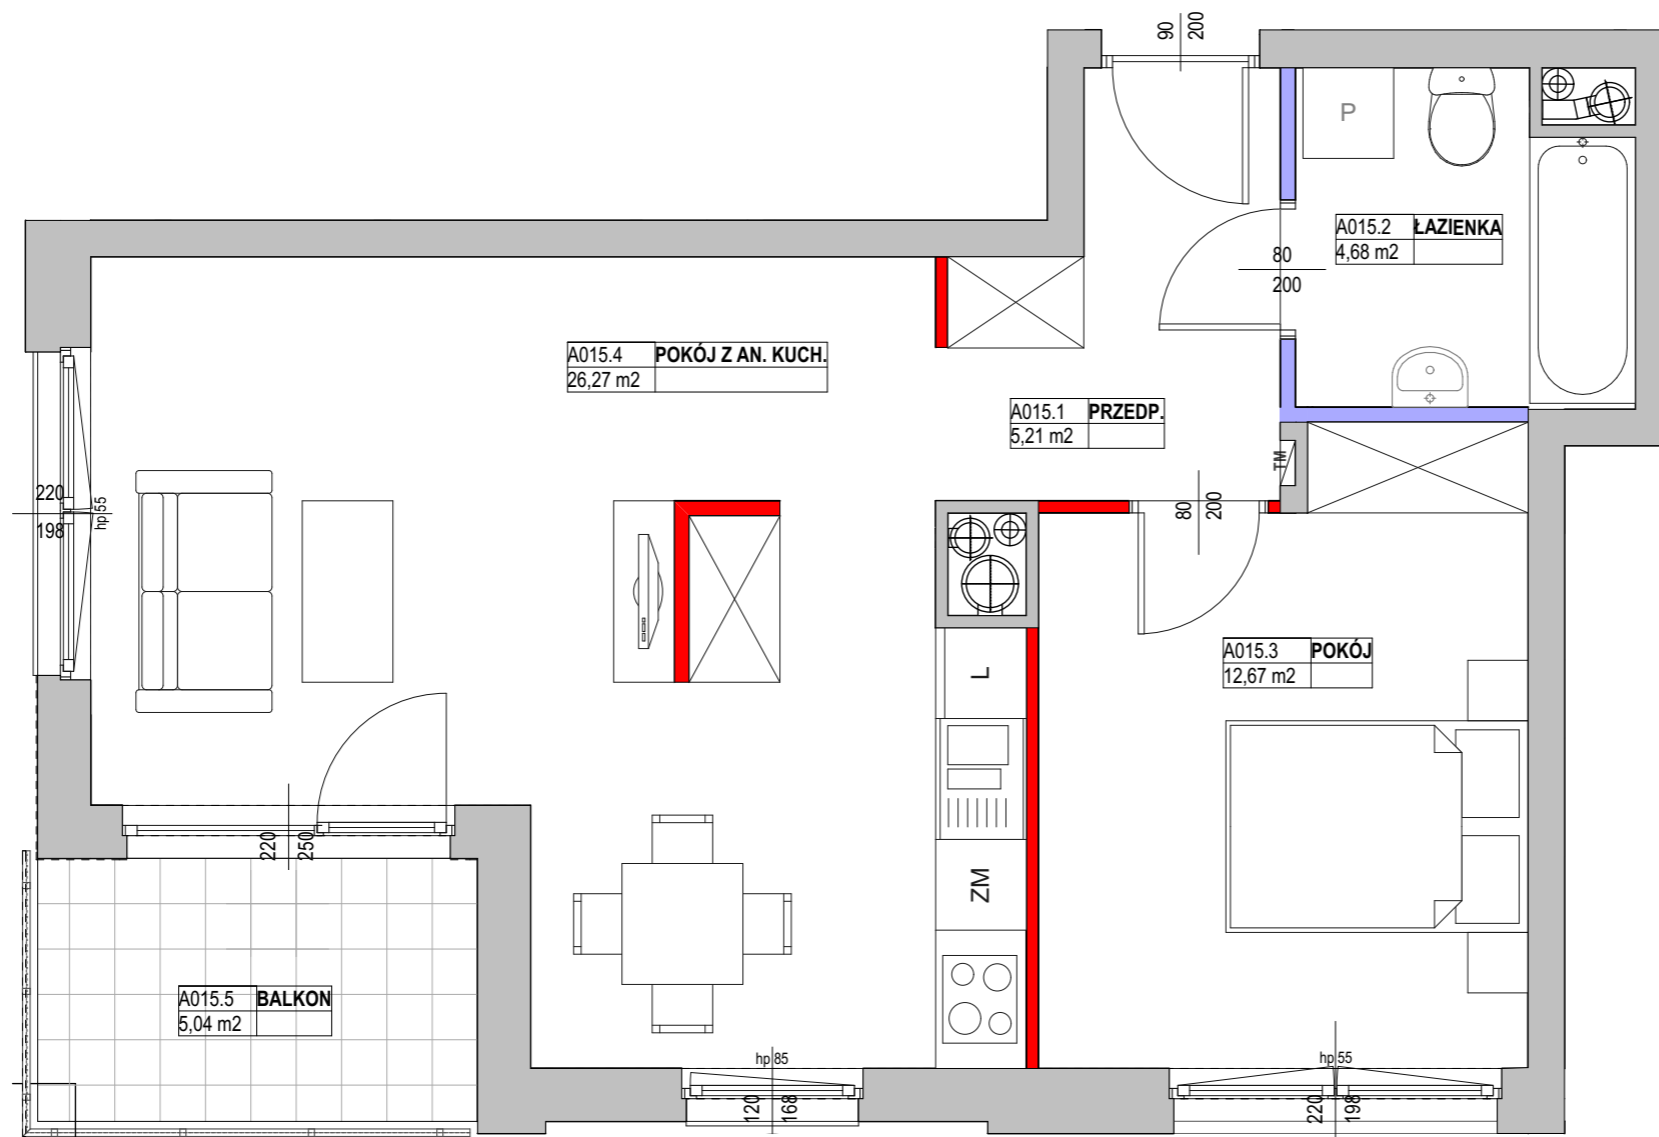 90
200
P
A015.2 ŁAZIENKA
4,68 m2
80
200
A015.4 POKÓJ Z AN. KUCH.
26,27 m2
A015.1 PRZEDP.
5,21 m2
TM
220
198
hp 55
80
200
A015.3 POKÓJ
12,67 m2
L
220
250
ZM
A015.5 BALKON
5,04 m2
hp 85
120
168
hp 55
220
198